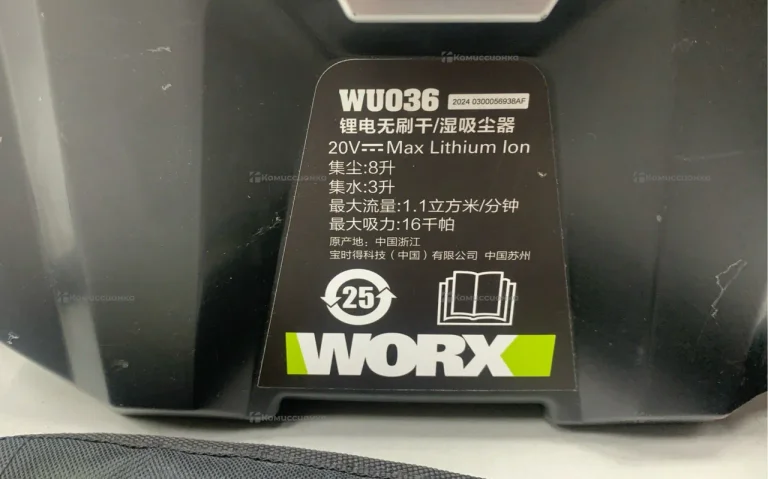 Комиссионко
WU036 2024 0300056938AF
锂电无刷干/湿吸尘器
20V⎓Max Lithium Ion
集尘:8升
集水:3升
最大流量:1.1立方米/分钟
最大吸力:16千帕
原产地：中国浙江
宝时得科技（中国）有限公司 中国苏州
25
WORX